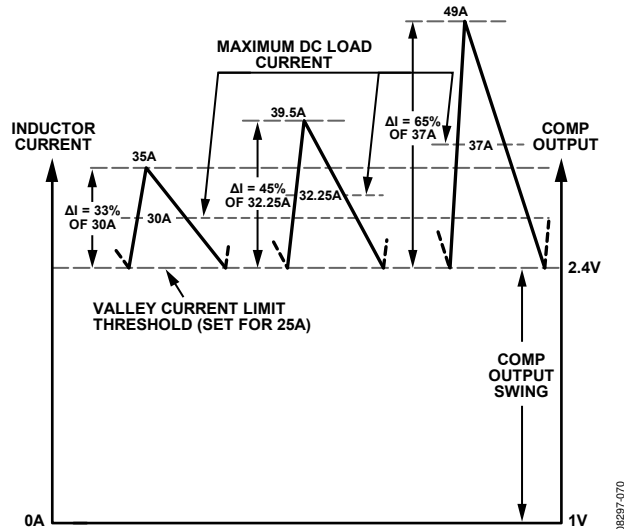 49A
MAXIMUM DC LOAD
CURRENT
INDUCTOR
CURRENT
39.5A
ΔI = 65%
OF 37A
COMP
OUTPUT
35A
37A
ΔI = 33%
OF 30A
30A
ΔI = 45%
OF 32.25A
32.25A
2.4V
VALLEY CURRENT LIMIT
THRESHOLD (SET FOR 25A)
COMP
OUTPUT
SWING
0A
1V
08297-070